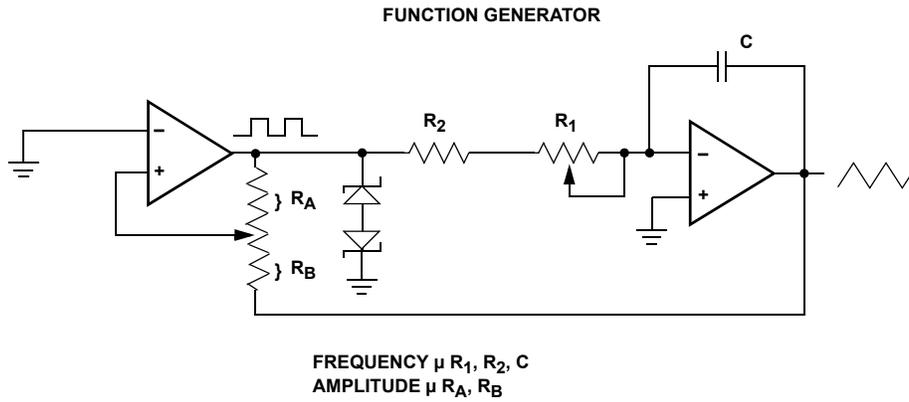 FUNCTION GENERATOR
C
R2
R1
−
+
RA
RB
−
+
}
}
FREQUENCY µ R1, R2, C
AMPLITUDE µ RA, RB